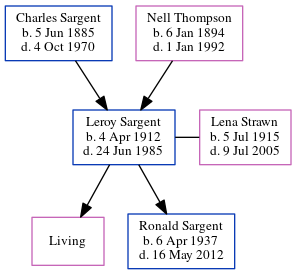 Charles Sargent
b. 5 Jun 1885
d. 4 Oct 1970
Nell Thompson
b. 6 Jan 1894
d. 1 Jan 1992
Leroy Sargent
b. 4 Apr 1912
d. 24 Jun 1985
Lena Strawn
b. 5 Jul 1915
d. 9 Jul 2005
Living
Ronald Sargent
b. 6 Apr 1937
d. 16 May 2012